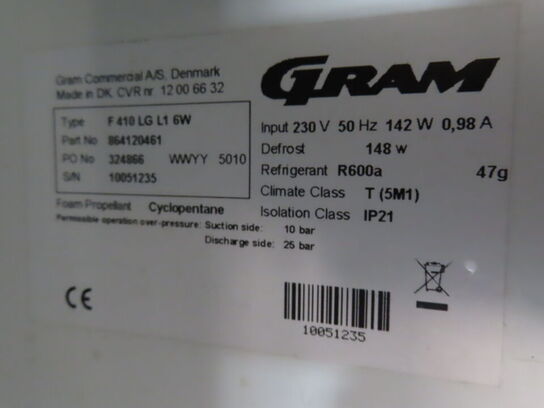 Gram Commercial A/S, Denmark
Made in DK. CVR nr 12 00 66 32
GRAM
Type F 410 LG L1 6W
Part No 864120461
PO No 324866 WWYY 5010
S/N 10051235
Input 230 V 50 Hz 142 W 0,98 A
Defrost 148 W
Refrigerant R600a 47g
Climate Class T (5M1)
Isolation Class IP21
Foam Propellant Cyclopentane
Permissible operation over-pressure: Suction side: 10 bar
Discharge side: 25 bar
CE
10051235